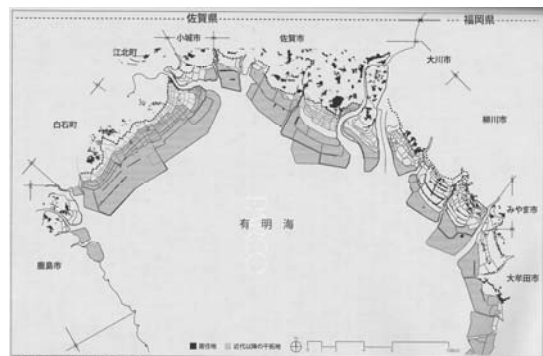 佐賀県
福岡県
小城市
佐賀市
江北町
大川市
白石町
柳川市
みやま市
有明海
鹿島市
大牟田市
居住地
近代以降の干拓地